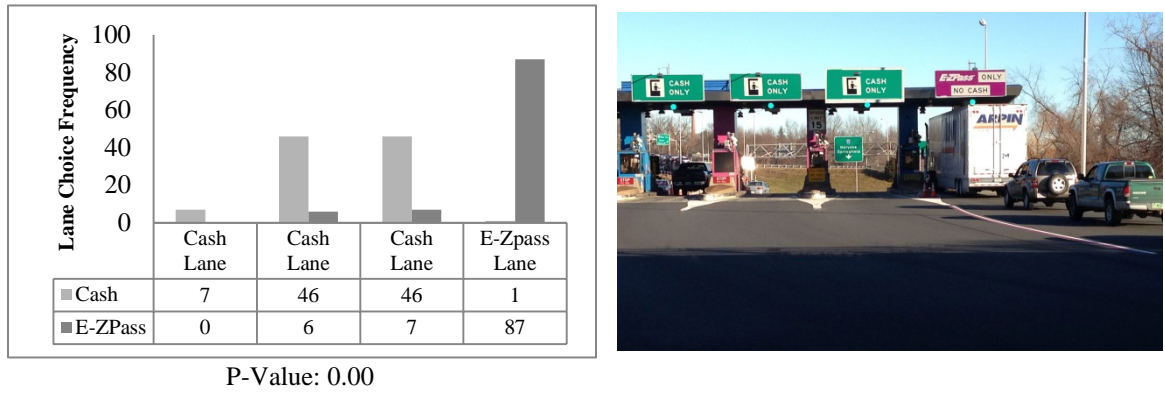 Lane Choice Frequency
100
80
60
40
20
0
Cash Lane
Cash Lane
Cash Lane
E-Zpass Lane
Cash 7 46 46 1
E-ZPass 0 6 7 87
P-Value: 0.00
CASH
ONLY
CASH
ONLY
CASH
ONLY
E-ZPass ONLY
NO CASH
15
ARPIN